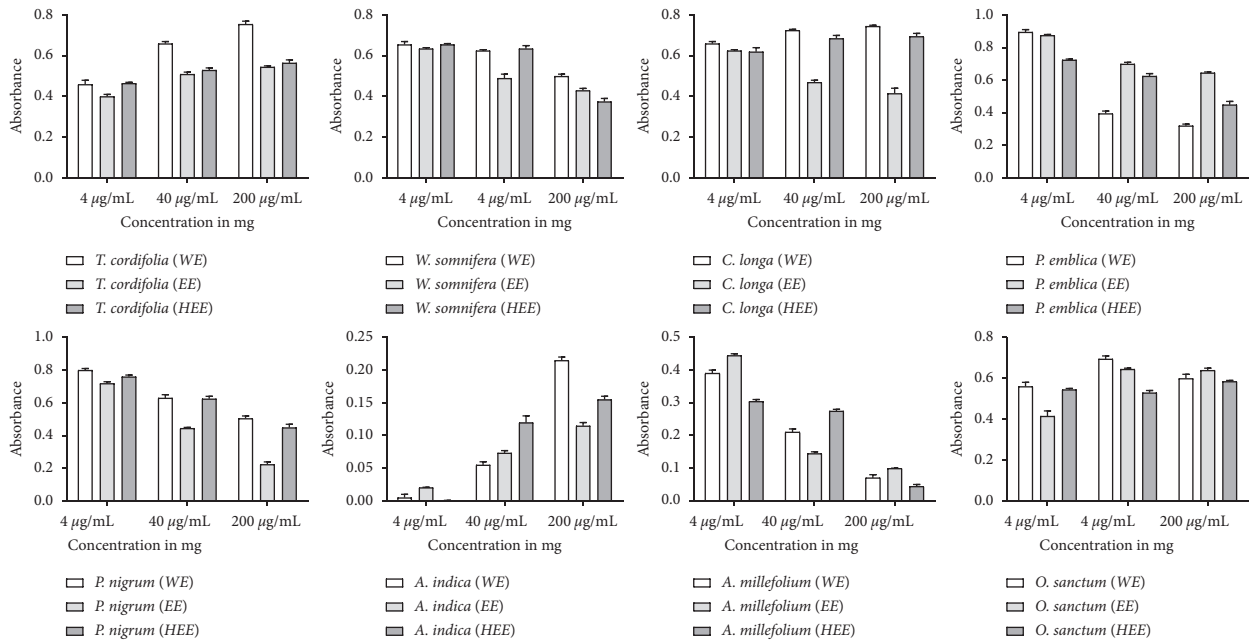 Absorbance
0.8
0.6
0.4
0.2
0.0
4 μg/mL
40 μg/mL
200 μg/mL
Concentration in mg
T. cordifolia (WE)
T. cordifolia (EE)
T. cordifolia (HEE)
Absorbance
0.8
0.6
0.4
0.2
0.0
4 μg/mL
4 μg/mL
200 μg/mL
Concentration in mg
W. somnifera (WE)
W. somnifera (EE)
W. somnifera (HEE)
Absorbance
0.8
0.6
0.4
0.2
0.0
4 μg/mL
40 μg/mL
200 μg/mL
Concentration in mg
C. longa (WE)
C. longa (EE)
C. longa (HEE)
Absorbance
1.0
0.8
0.6
0.4
0.2
0.0
4 μg/mL
40 μg/mL
200 μg/mL
Concentration in mg
P. emblica (WE)
P. emblica (EE)
P. emblica (HEE)
Absorbance
1.0
0.8
0.6
0.4
0.2
0.0
4 μg/mL
40 μg/mL
200 μg/mL
Concentration in mg
P. nigrum (WE)
P. nigrum (EE)
P. nigrum (HEE)
Absorbance
0.25
0.20
0.15
0.10
0.05
0.00
4 μg/mL
40 μg/mL
200 μg/mL
Concentration in mg
A. indica (WE)
A. indica (EE)
A. indica (HEE)
Absorbance
0.5
0.4
0.3
0.2
0.1
0.0
4 μg/mL
40 μg/mL
200 μg/mL
Concentration in mg
A. millefolium (WE)
A. millefolium (EE)
A. millefolium (HEE)
Absorbance
0.8
0.6
0.4
0.2
0.0
4 μg/mL
4 μg/mL
200 μg/mL
Concentration in mg
O. sanctum (WE)
O. sanctum (EE)
O. sanctum (HEE)